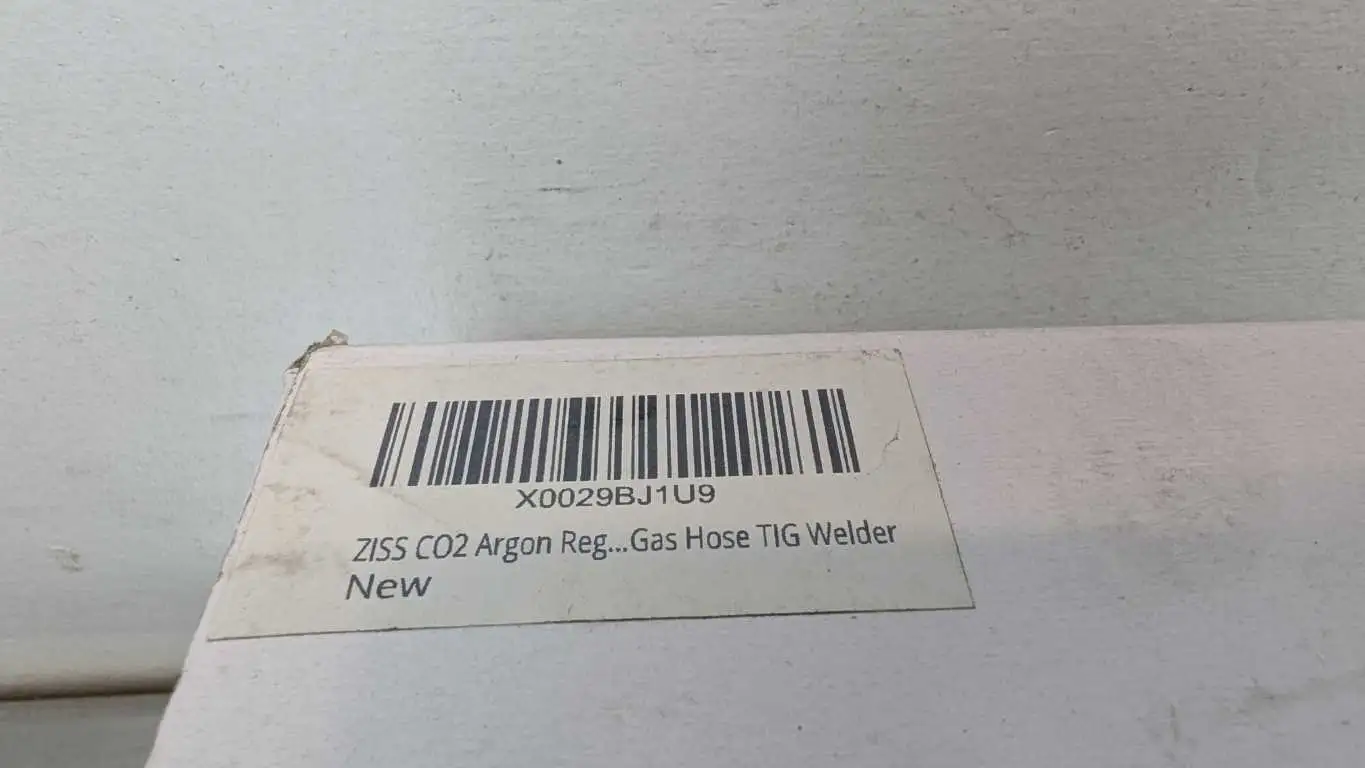 X0029BJ1U9
ZISS CO2 Argon Reg...Gas Hose TIG Welder
New